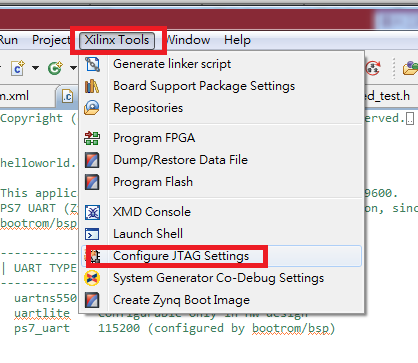 Run Project Xilinx Tools Window Help
Generate linker script
m.xml Board Support Package Settings ed_test.h
Repositories
Copyright ( erved.
Program FPGA
Dump/Restore Data File
helloworld.
Program Flash
This applic 9600.
PS7 UART (Zy XMD Console on, sinc
bootrom/bsp
Launch Shell
Configure JTAG Settings
| UART TYPE
System Generator Co-Debug Settings
uartns550
Create Zynq Boot Image
uartlite Configurable only in HW design
ps7_uart 115200 (configured by bootrom/bsp)